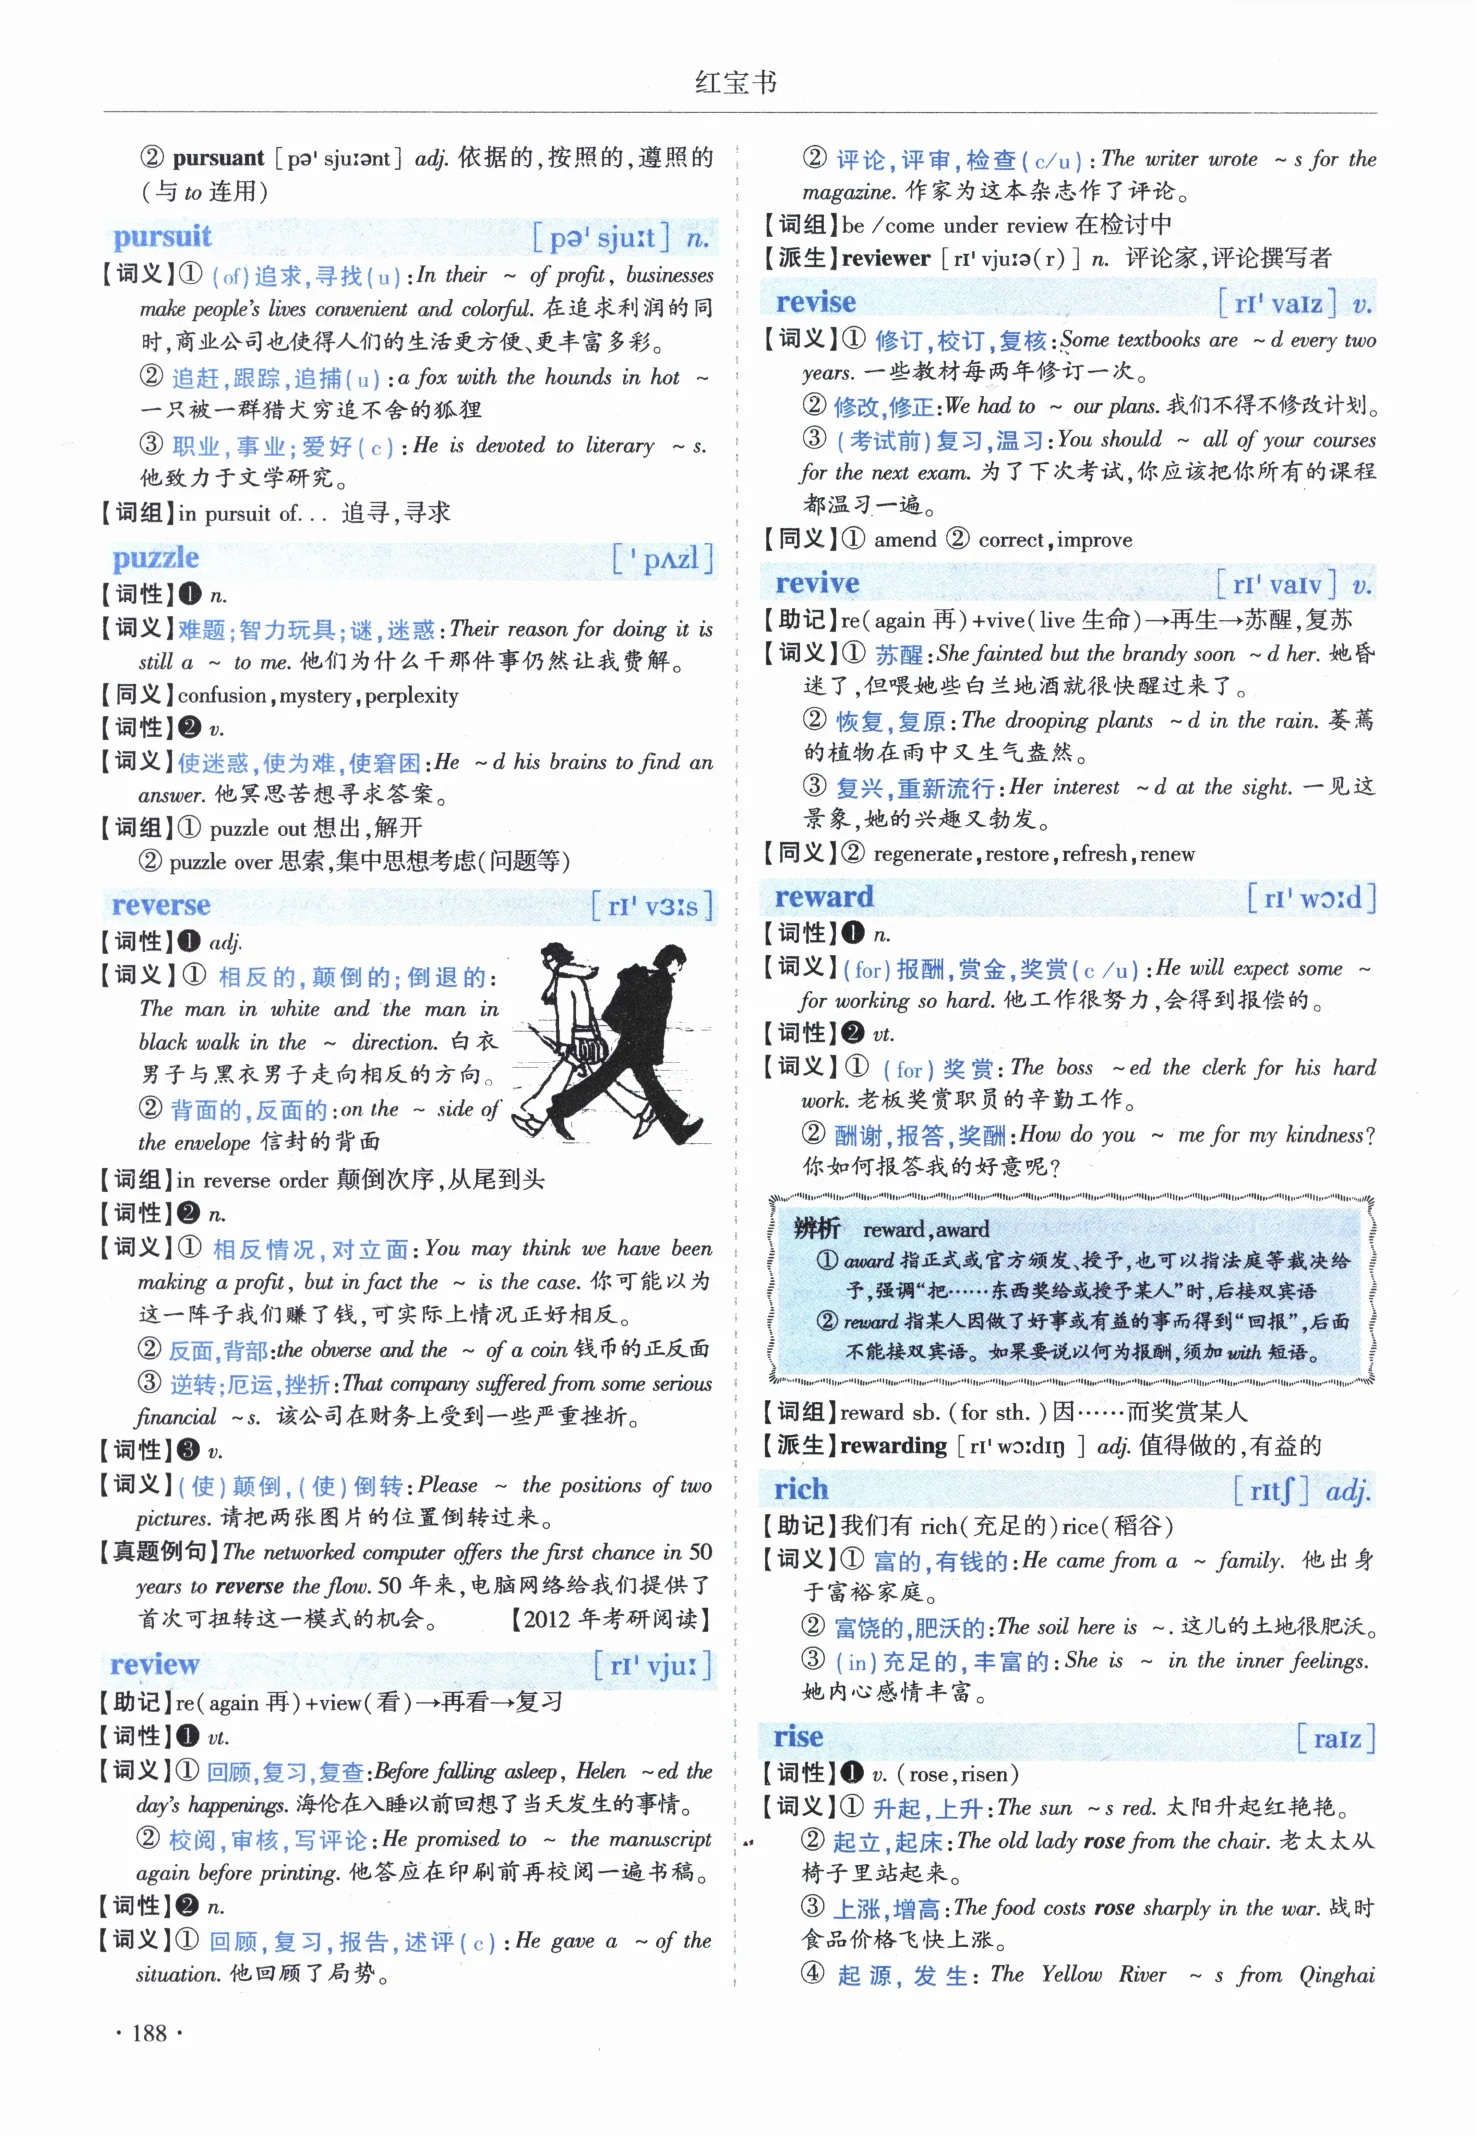 红宝书
② pursuant [pə'sjuːənt] adj. 依据的,按照的,遵照的
(与 to 连用)
pursuit [pə'sjuːt] n.
【词义】① (of)追求,寻找(u):In their ~ of profit, businesses
make people's lives convenient and colorful. 在追求利润的同
时,商业公司也使得人们的生活更方便、更丰富多彩。
② 追赶,跟踪,追捕(u):a fox with the hounds in hot ~
一只被一群猎犬穷追不舍的狐狸
③ 职业,事业;爱好(c):He is devoted to literary ~ s.
他致力于文学研究。
【词组】in pursuit of... 追寻,寻求
puzzle ['pʌzl]
【词性】❶ n.
【词义】难题;智力玩具;谜,迷惑:Their reason for doing it is
still a ~ to me. 他们为什么干那件事仍然让我费解。
【同义】confusion,mystery,perplexity
【词性】❷ v.
【词义】使迷惑,使为难,使窘困:He ~d his brains to find an
answer. 他冥思苦想寻求答案。
【词组】① puzzle out 想出,解开
② puzzle over 思索,集中思想考虑(问题等)
reverse [rɪ'vɜːs]
【词性】❶ adj.
【词义】① 相反的,颠倒的;倒退的:
The man in white and the man in
black walk in the ~ direction. 白衣
男子与黑衣男子走向相反的方向。
② 背面的,反面的:on the ~ side of
the envelope 信封的背面
【词组】in reverse order 颠倒次序,从尾到头
【词性】❷ n.
【词义】① 相反情况,对立面:You may think we have been
making a profit, but in fact the ~ is the case. 你可能以为
这一阵子我们赚了钱,可实际上情况正好相反。
② 反面,背部:the obverse and the ~ of a coin 钱币的正反面
③ 逆转;厄运,挫折:That company suffered from some serious
financial ~s. 该公司在财务上受到一些严重挫折。
【词性】❸ v.
【词义】(使)颠倒,(使)倒转:Please ~ the positions of two
pictures. 请把两张图片的位置倒转过来。
【真题例句】The networked computer offers the first chance in 50
years to reverse the flow. 50 年来,电脑网络给我们提供了
首次可扭转这一模式的机会。 【2012 年考研阅读】
review [rɪ'vjuː]
【助记】re(again 再)+view(看)→再看→复习
【词性】❶ vt.
【词义】① 回顾,复习,复查:Before falling asleep, Helen ~ed the
day's happenings. 海伦在入睡以前回想了当天发生的事情。
② 校阅,审核,写评论:He promised to ~ the manuscript
again before printing. 他答应在印刷前再校阅一遍书稿。
【词性】❷ n.
【词义】① 回顾,复习,报告,述评(c):He gave a ~ of the
situation. 他回顾了局势。
② 评论,评审,检查(c/u):The writer wrote ~ s for the
magazine. 作家为这本杂志作了评论。
【词组】be /come under review 在检讨中
【派生】reviewer [rɪ'vjuːə(r)] n. 评论家,评论撰写者
revise [rɪ'vaɪz] v.
【词义】① 修订,校订,复核:Some textbooks are ~d every two
years. 一些教材每两年修订一次。
② 修改,修正:We had to ~ our plans. 我们不得不修改计划。
③ (考试前)复习,温习:You should ~ all of your courses
for the next exam. 为了下次考试,你应该把你所有的课程
都温习一遍。
【同义】① amend ② correct,improve
revive [rɪ'vaɪv] v.
【助记】re(again 再)+vive(live 生命)→再生→苏醒,复苏
【词义】① 苏醒:She fainted but the brandy soon ~d her. 她昏
迷了,但喂她些白兰地酒就很快醒过来了。
② 恢复,复原:The drooping plants ~d in the rain. 萎蔫
的植物在雨中又生气盎然。
③ 复兴,重新流行:Her interest ~d at the sight. 一见这
景象,她的兴趣又勃发。
【同义】② regenerate,restore,refresh,renew
reward [rɪ'wɔːd]
【词性】❶ n.
【词义】(for)报酬,赏金,奖赏(c /u):He will expect some ~
for working so hard. 他工作很努力,会得到报偿的。
【词性】❷ vt.
【词义】① (for)奖赏:The boss ~ed the clerk for his hard
work. 老板奖赏职员的辛勤工作。
② 酬谢,报答,奖酬:How do you ~ me for my kindness?
你如何报答我的好意呢?
辨析 reward,award
① award 指正式或官方颁发、授予,也可以指法庭等裁决给
予,强调“把……东西奖给或授予某人”时,后接双宾语
② reward 指某人因做了好事或有益的事而得到“回报”,后面
不能接双宾语。如果要说以何为报酬,须加 with 短语。
【词组】reward sb. (for sth.)因……而奖赏某人
【派生】rewarding [rɪ'wɔːdɪŋ] adj. 值得做的,有益的
rich [rɪtʃ] adj.
【助记】我们有 rich(充足的)rice(稻谷)
【词义】① 富的,有钱的:He came from a ~ family. 他出身
于富裕家庭。
② 富饶的,肥沃的:The soil here is ~. 这儿的土地很肥沃。
③ (in)充足的,丰富的:She is ~ in the inner feelings.
她内心感情丰富。
rise [raɪz]
【词性】❶ v. (rose,risen)
【词义】① 升起,上升:The sun ~s red. 太阳升起红艳艳。
② 起立,起床:The old lady rose from the chair. 老太太从
椅子里站起来。
③ 上涨,增高:The food costs rose sharply in the war. 战时
食品价格飞快上涨。
④ 起源,发生:The Yellow River ~ s from Qinghai
·188·